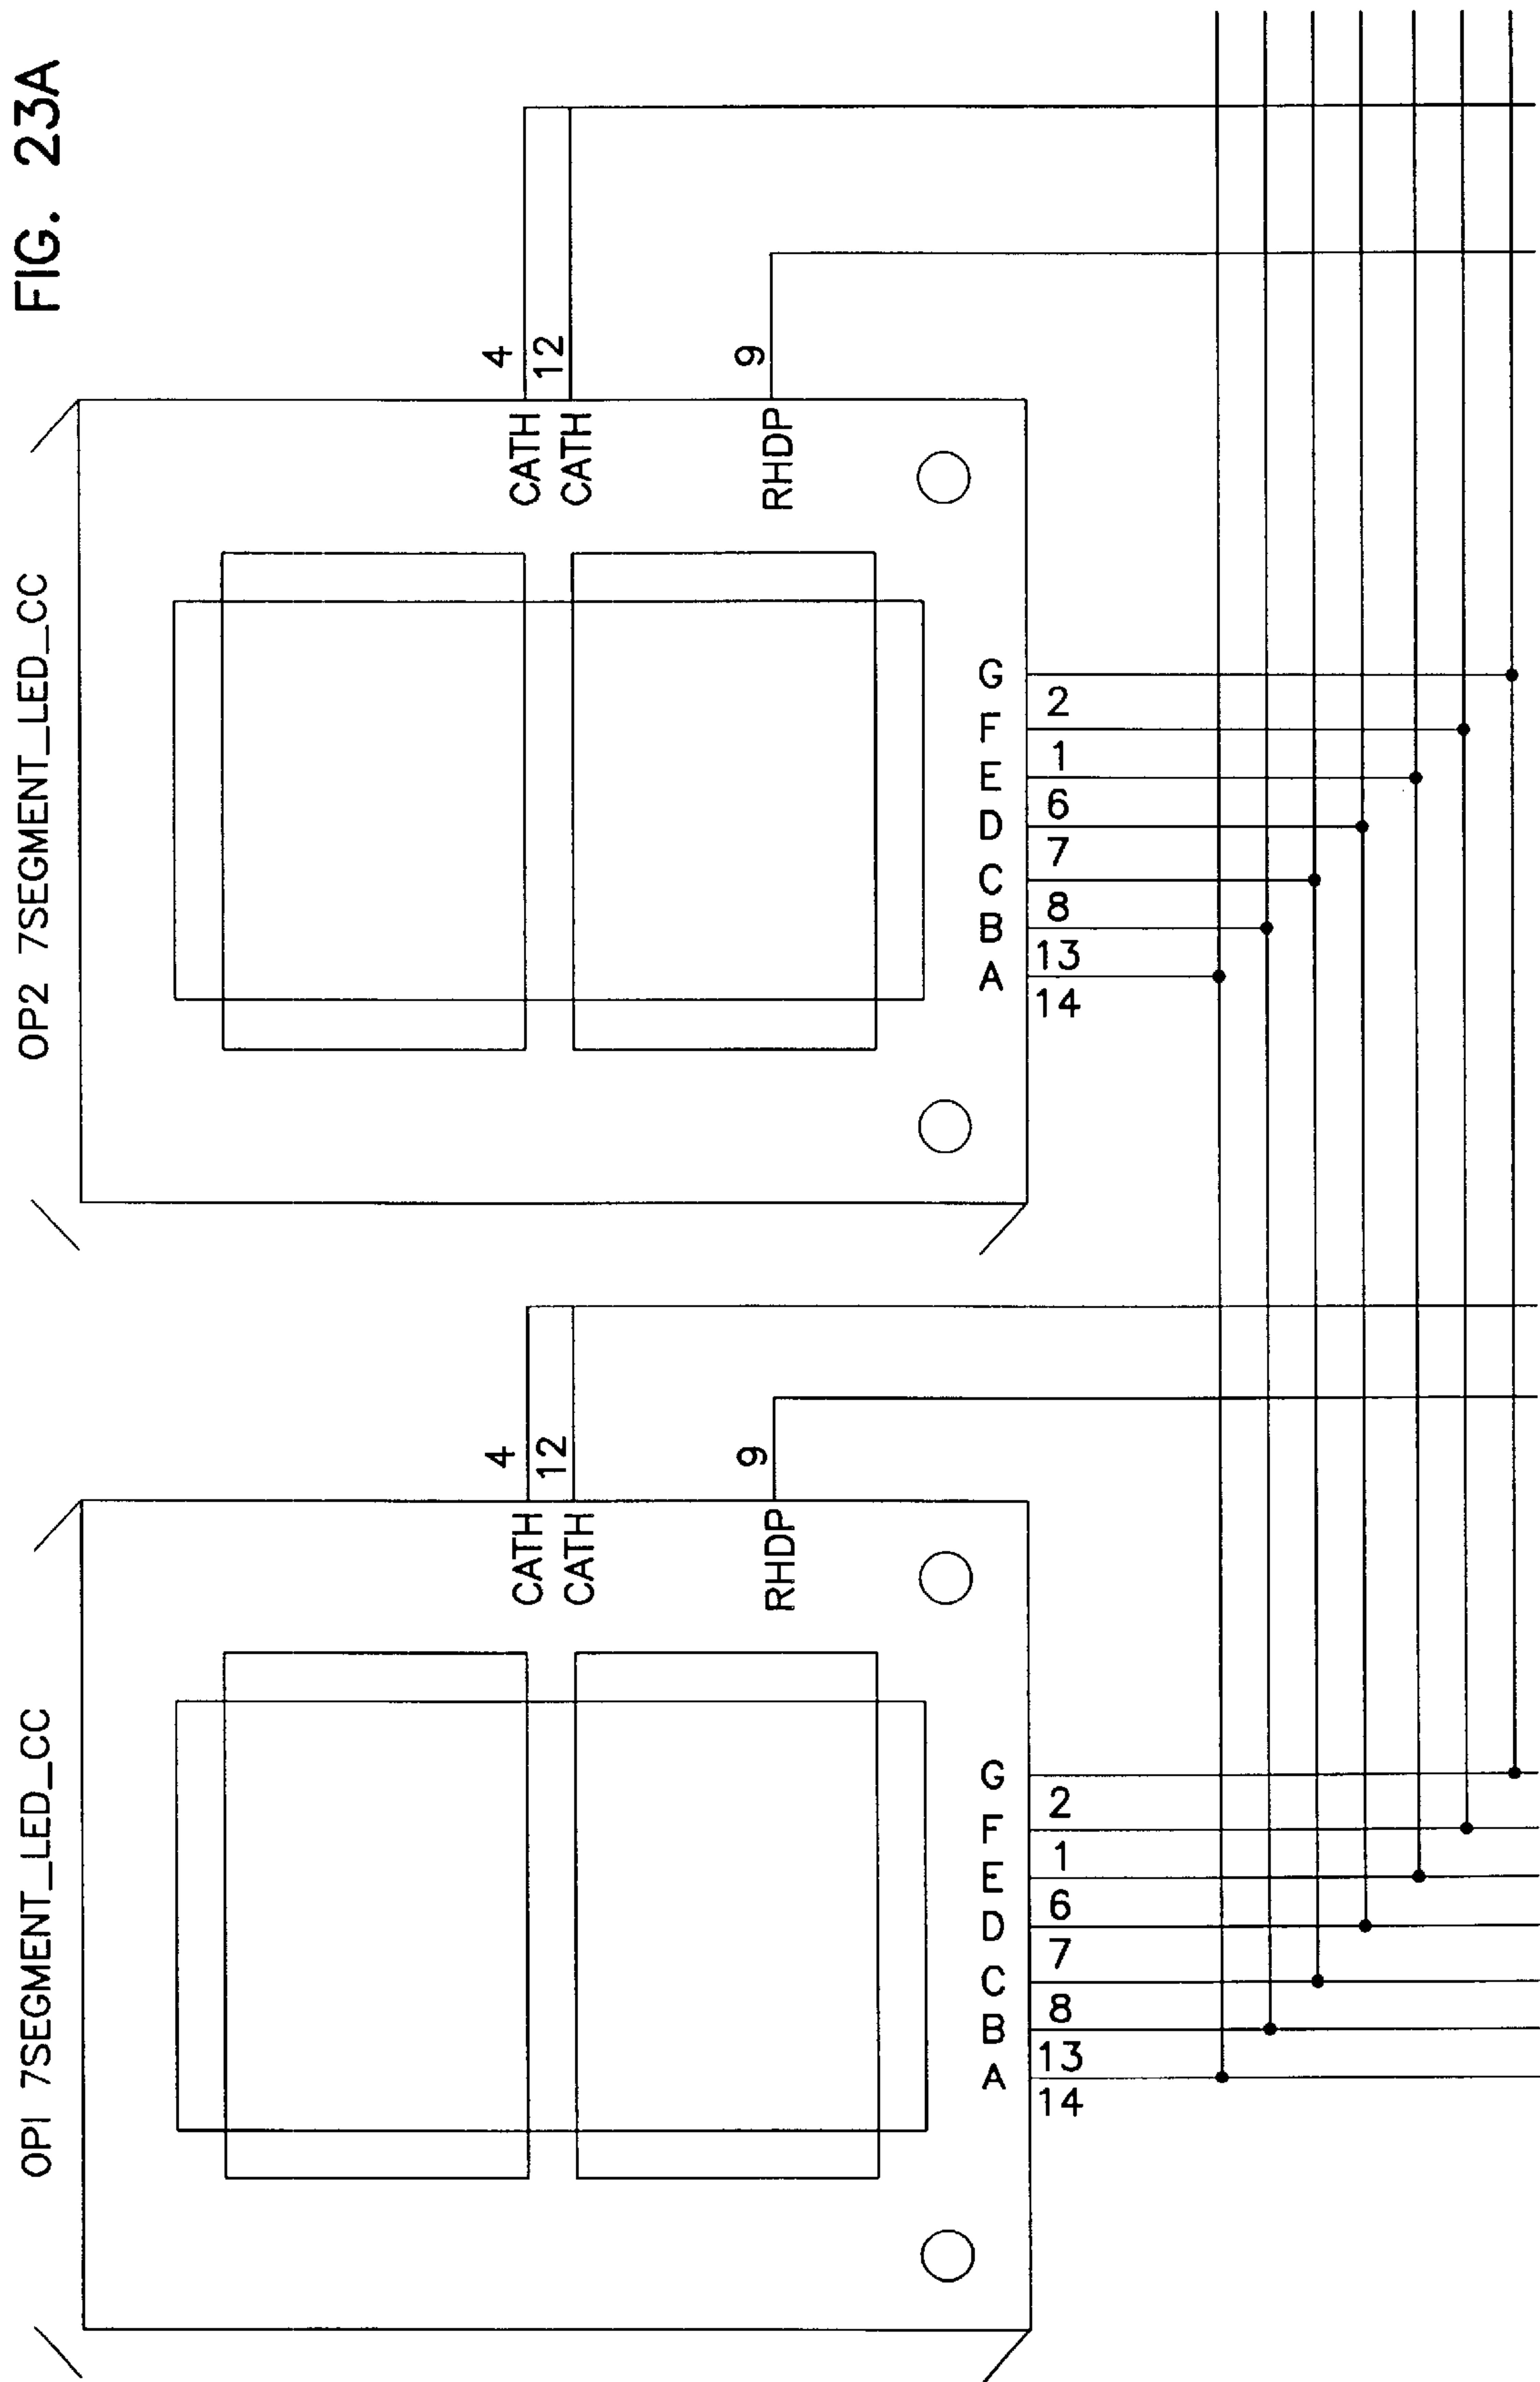 FIG. 23A
OP1 7SEGMENT_LED_CC
CATH 4
CATH 12
RHDP 9
A B C D E F G
14 13 8 7 6 1 2
OP2 7SEGMENT_LED_CC
CATH 4
CATH 12
RHDP 9
A B C D E F G
14 13 8 7 6 1 2